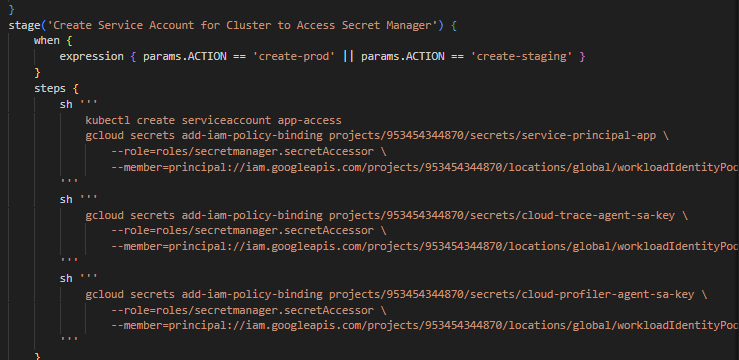 }
stage('Create Service Account for Cluster to Access Secret Manager') {
    when {
        expression { params.ACTION == 'create-prod' || params.ACTION == 'create-staging' }
    }
    steps {
        sh '''
            kubectl create serviceaccount app-access
            gcloud secrets add-iam-policy-binding projects/953454344870/secrets/service-principal-app \
                --role=roles/secretmanager.secretAccessor \
                --member=principal://iam.googleapis.com/projects/953454344870/locations/global/workloadIdentityPoo
        '''
        sh '''
            gcloud secrets add-iam-policy-binding projects/953454344870/secrets/cloud-trace-agent-sa-key \
                --role=roles/secretmanager.secretAccessor \
                --member=principal://iam.googleapis.com/projects/953454344870/locations/global/workloadIdentityPoo
        '''
        sh '''
            gcloud secrets add-iam-policy-binding projects/953454344870/secrets/cloud-profiler-agent-sa-key \
                --role=roles/secretmanager.secretAccessor \
                --member=principal://iam.googleapis.com/projects/953454344870/locations/global/workloadIdentityPoo
        '''
    }